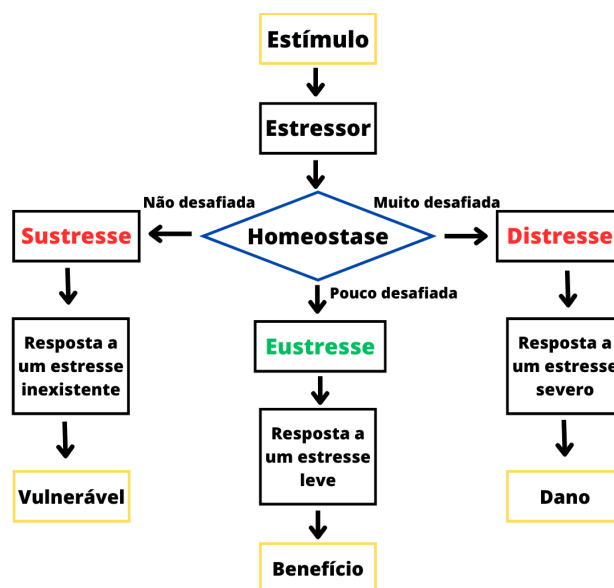 Estímulo
Estressor
Não desafiada
Muito desafiada
Sustresse
Homeostase
Distresse
Pouco desafiada
Eustresse
Resposta a
um estresse
inexistente
Resposta a
um estresse
leve
Resposta a
um estresse
severo
Vulnerável
Benefício
Dano